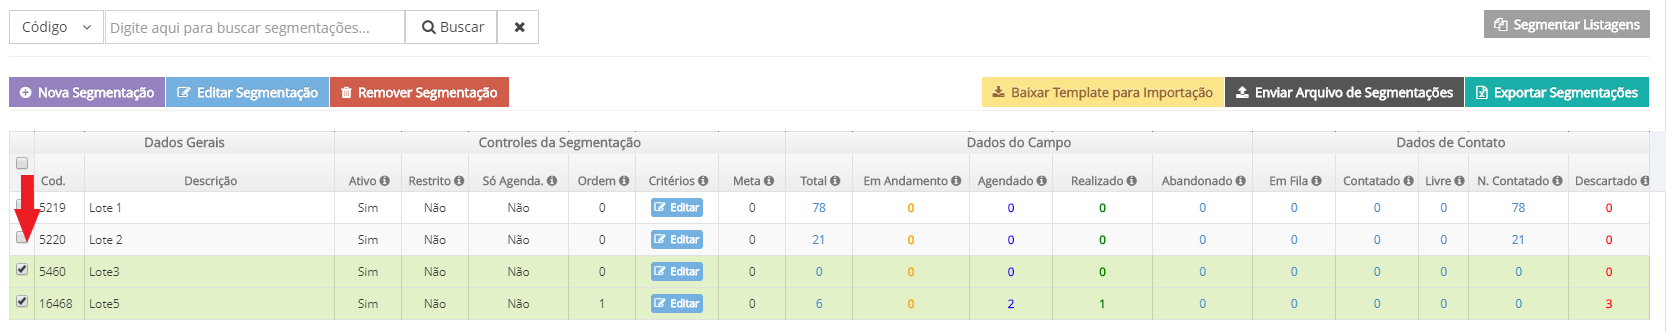 Código Digite aqui para buscar segmentações... Buscar Segmentar Listagens
Nova Segmentação Editar Segmentação Remover Segmentação Baixar Template para Importação Enviar Arquivo de Segmentações Exportar Segmentações
Dados Gerais Controles da Segmentação Dados do Campo Dados de Contato
Cod. Descrição Ativo Restrito Só Agenda. Ordem Critérios Meta Total Em Andamento Agendado Realizado Abandonado Em Fila Contatado Livre N. Contatado Descartado
5219 Lote 1 Sim Não Não 0 Editar 0 78 0 0 0 0 0 0 0 78 0
5220 Lote 2 Sim Não Não 0 Editar 0 21 0 0 0 0 0 0 0 21 0
5460 Lote3 Sim Não Não 0 Editar 0 0 0 0 0 0 0 0 0 0 0
16468 Lote5 Sim Não Não 1 Editar 0 6 0 2 1 0 0 0 0 0 3